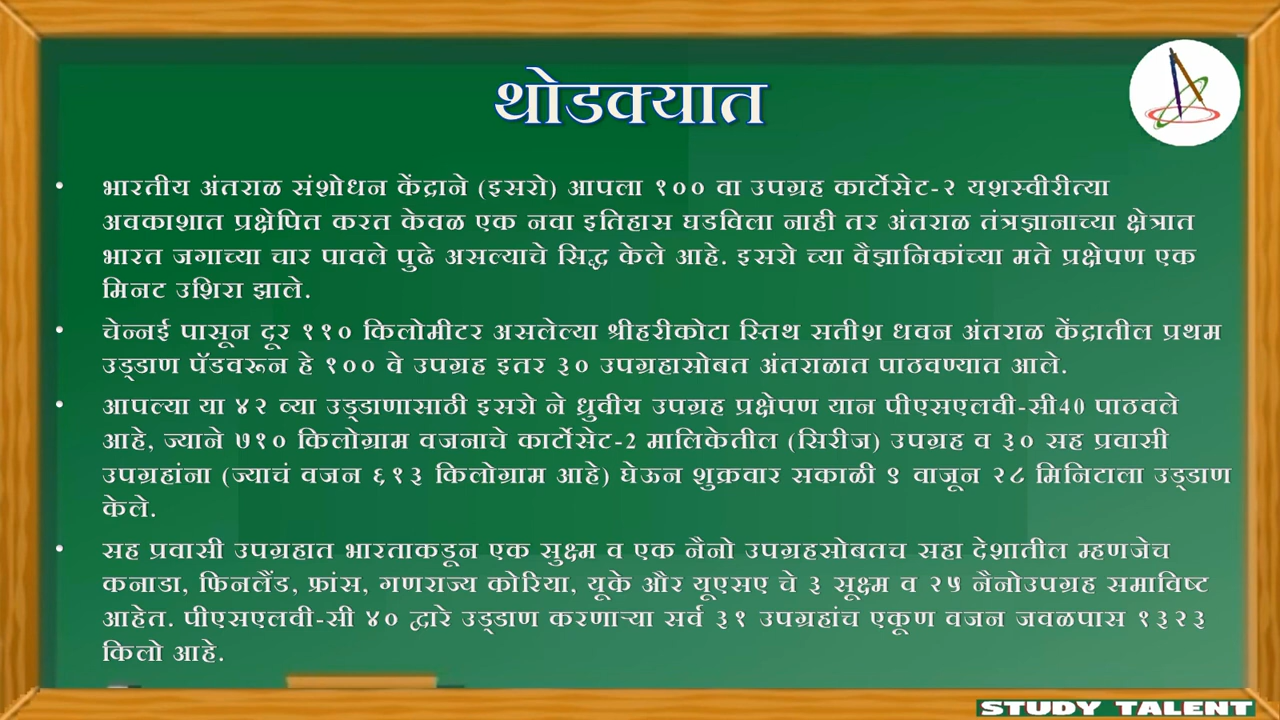 थोडक्यात
• भारतीय अंतराळ संशोधन केंद्राने (इसरो) आपला १०० वा उपग्रह कार्टोसेट-२ यशस्वीरीत्या
अवकाशात प्रक्षेपित करत केवळ एक नवा इतिहास घडविला नाही तर अंतराळ तंत्रज्ञानाच्या क्षेत्रात
भारत जगाच्या चार पावले पुढे असल्याचे सिद्ध केले आहे. इसरो च्या वैज्ञानिकांच्या मते प्रक्षेपण एक
मिनट उशिरा झाले.
• चेन्नई पासून दूर ११० किलोमीटर असलेल्या श्रीहरीकोटा स्तिथ सतीश धवन अंतराळ केंद्रातील प्रथम
उड्डाण पॅडवरून हे १०० वे उपग्रह इतर ३० उपग्रहासोबत अंतराळात पाठवण्यात आले.
• आपल्या या ४२ व्या उड्डाणासाठी इसरो ने ध्रुवीय उपग्रह प्रक्षेपण यान पीएसएलवी-सी40 पाठवले
आहे, ज्याने ७१० किलोग्राम वजनाचे कार्टोसेट-2 मालिकेतील (सिरीज) उपग्रह व ३० सह प्रवासी
उपग्रहांना (ज्याचं वजन ६१३ किलोग्राम आहे) घेऊन शुक्रवार सकाळी ९ वाजून २८ मिनिटाला उड्डाण
केले.
• सह प्रवासी उपग्रहात भारताकडून एक सुक्ष्म व एक नैनो उपग्रहसोबतच सहा देशातील म्हणजेच
कनाडा, फिनलैंड, फ्रांस, गणराज्य कोरिया, यूके और यूएसए चे ३ सूक्ष्म व २५ नैनोउपग्रह समाविष्ट
आहेत. पीएसएलवी-सी ४० द्वारे उड्डाण करणाऱ्या सर्व ३१ उपग्रहांच एकूण वजन जवळपास १३२३
किलो आहे.
STUDY TALENT